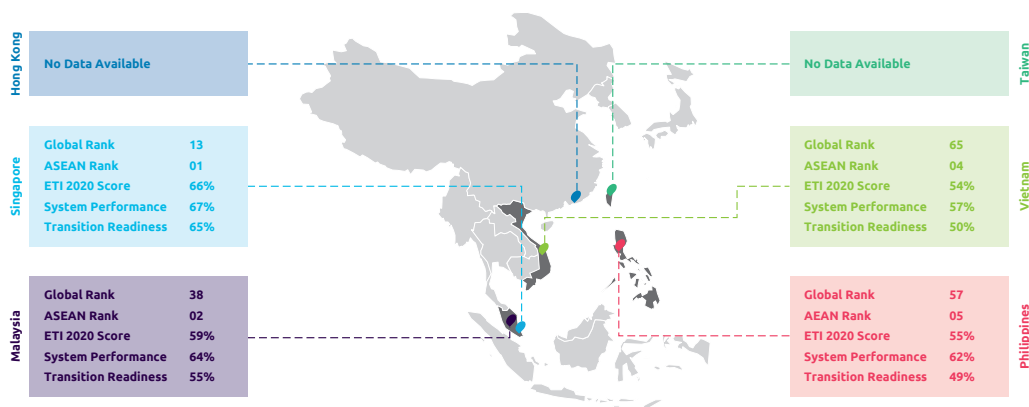 Hong Kong
No Data Available
Singapore
Global Rank 13
ASEAN Rank 01
ETI 2020 Score 66%
System Performance 67%
Transition Readiness 65%
Malaysia
Global Rank 38
ASEAN Rank 02
ETI 2020 Score 59%
System Performance 64%
Transition Readiness 55%
Taiwan
No Data Available
Vietnam
Global Rank 65
ASEAN Rank 04
ETI 2020 Score 54%
System Performance 57%
Transition Readiness 50%
Philippines
Global Rank 57
AEAN Rank 05
ETI 2020 Score 55%
System Performance 62%
Transition Readiness 49%